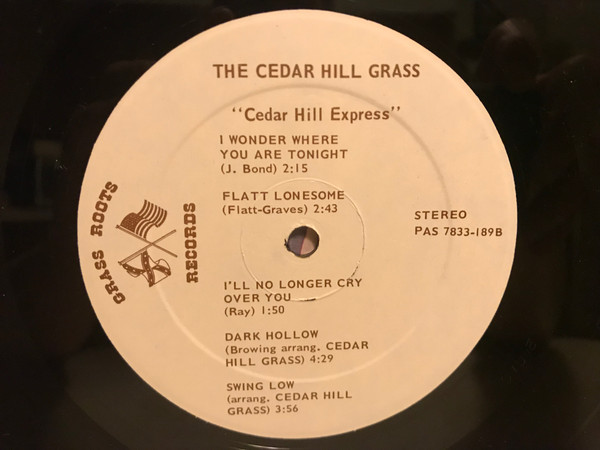 THE CEDAR HILL GRASS
"Cedar Hill Express"
I WONDER WHERE
YOU ARE TONIGHT
(J. Bond) 2:15
FLATT LONESOME
(Flatt-Graves) 2:43
GRASS ROOTS
RECORDS
STEREO
PAS 7833-189B
I'LL NO LONGER CRY
OVER YOU
(Ray) 1:50
DARK HOLLOW
(Browing arrang. CEDAR
HILL GRASS) 4:29
SWING LOW
(arrang. CEDAR HILL
GRASS) 3:56